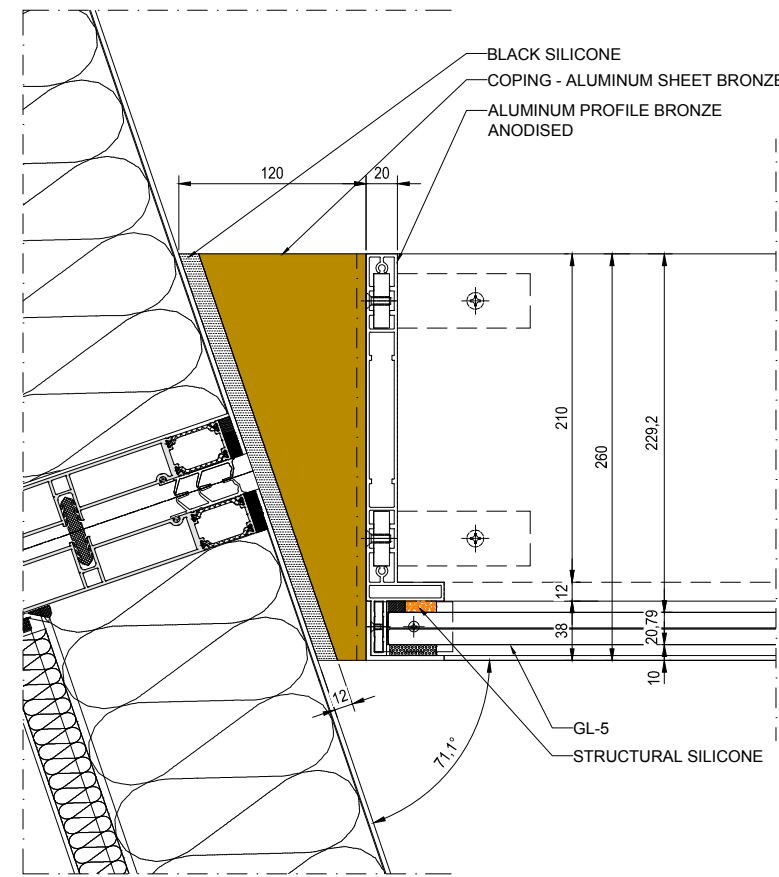 BLACK SILICONE
COPING - ALUMINUM SHEET BRONZE
ALUMINUM PROFILE BRONZE
ANODISED
120
20
210
260
229,2
12
38
20,79
10
12
71,1°
GL-5
STRUCTURAL SILICONE